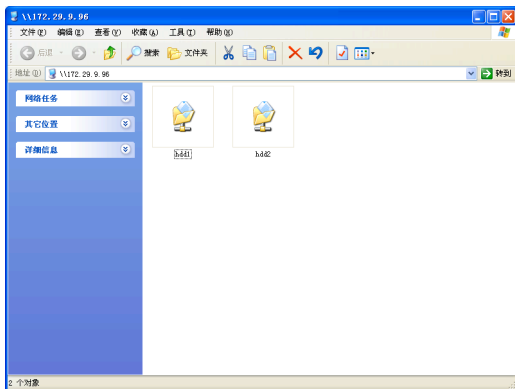 \\172.29.9.96
文件(F) 编辑(E) 查看(V) 收藏(A) 工具(T) 帮助(H)
后退 搜索 文件夹
地址(D) \\172.29.9.96 转到
网络任务
其它位置
详细信息
hdd1 hdd2
2 个对象